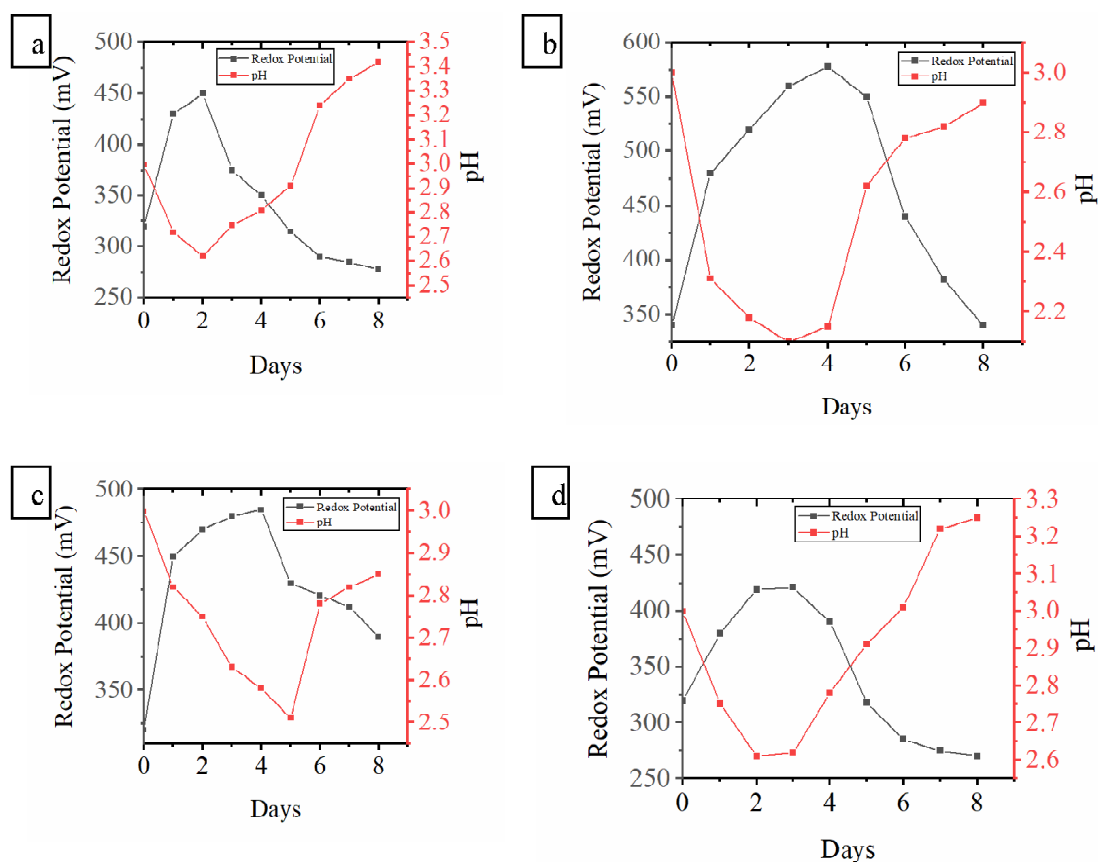 a
500
450
400
350
300
250
Redox Potential (mV)
Redox Potential
pH
3.5
3.4
3.3
3.2
3.1
3.0
2.9
2.8
2.7
2.6
2.5
pH
0 2 4 6 8
Days
b
600
550
500
450
400
350
Redox Potential (mV)
Redox Potential
pH
3.0
2.8
2.6
2.4
2.2
pH
0 2 4 6 8
Days
c
500
450
400
350
Redox Potential (mV)
Redox Potential
pH
3.0
2.9
2.8
2.7
2.6
2.5
pH
0 2 4 6 8
Days
d
500
450
400
350
300
250
Redox Potential (mV)
Redox Potential
pH
3.3
3.2
3.1
3.0
2.9
2.8
2.7
2.6
pH
0 2 4 6 8
Days